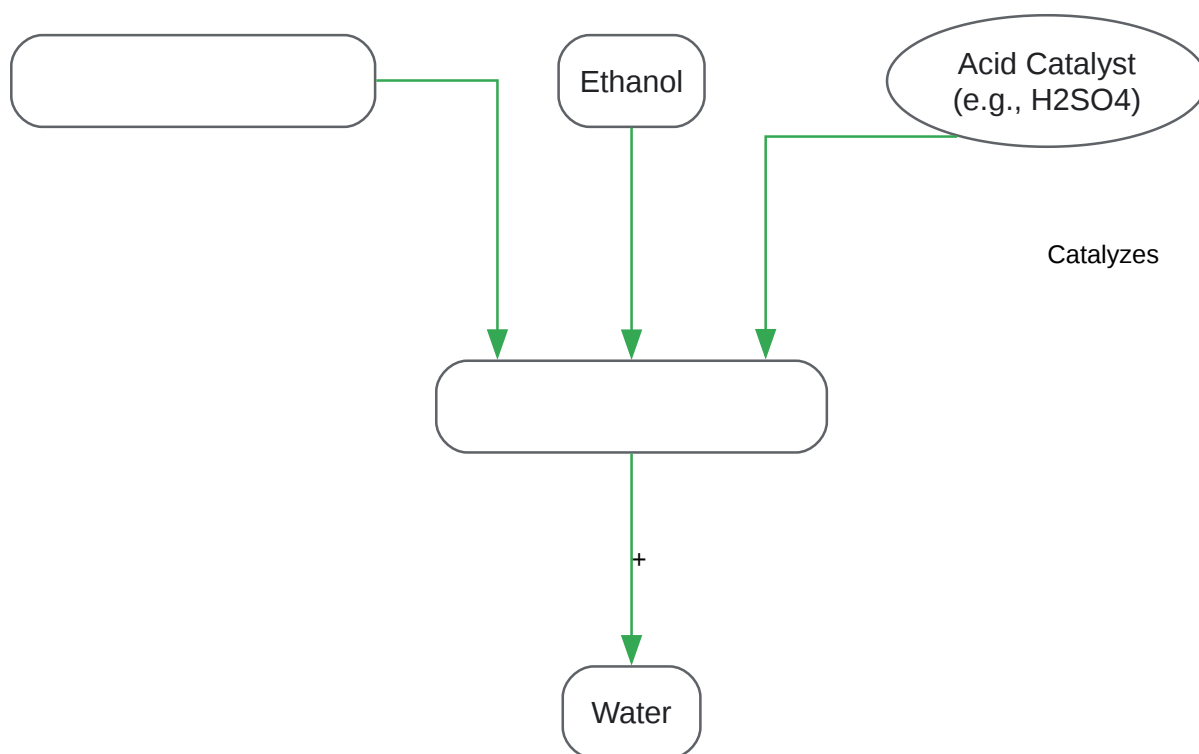 Ethanol
Acid Catalyst
(e.g., H2SO4)
Catalyzes
+
Water